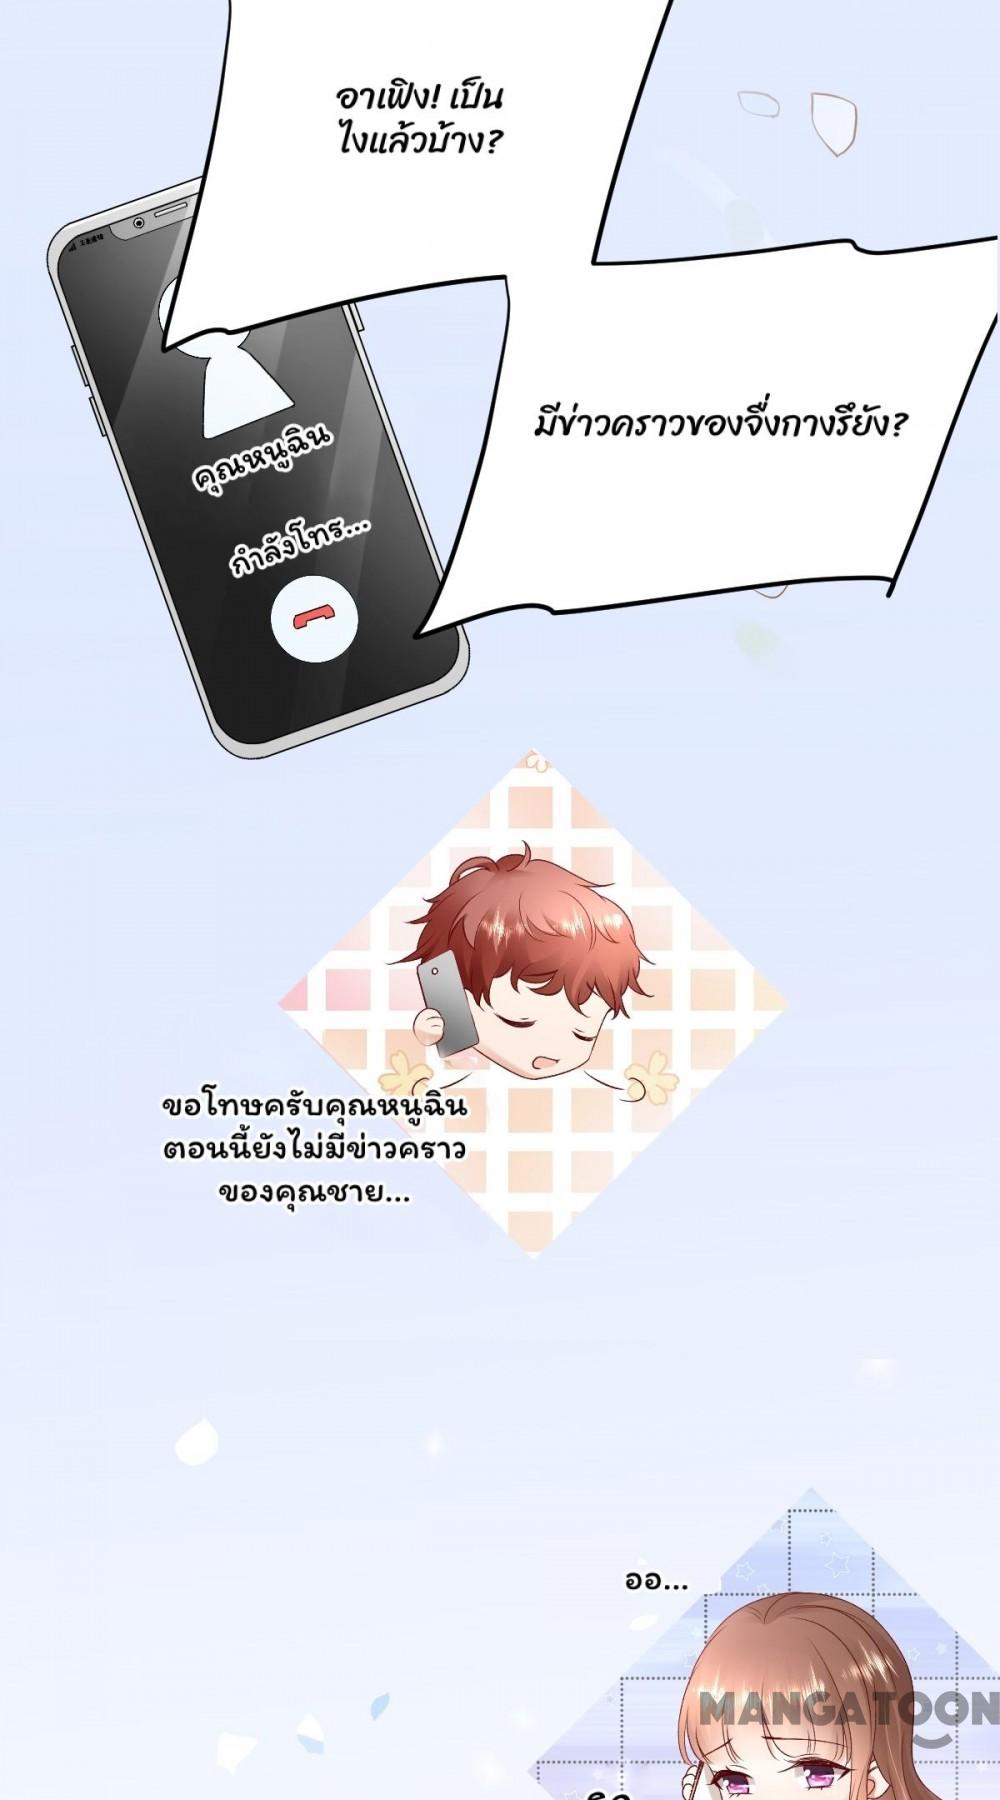 อาเฟิง! เป็น
ไงแล้วบ้าง?
มีข่าวคราวของจื่งกางรึยัง?
คุณหนูฉิน
กำลังโทร...
ขอโทษครับคุณหนูฉิน
ตอนนี้ยังไม่มีข่าวคราว
ของคุณชาย...
ออ...
MANGATOON